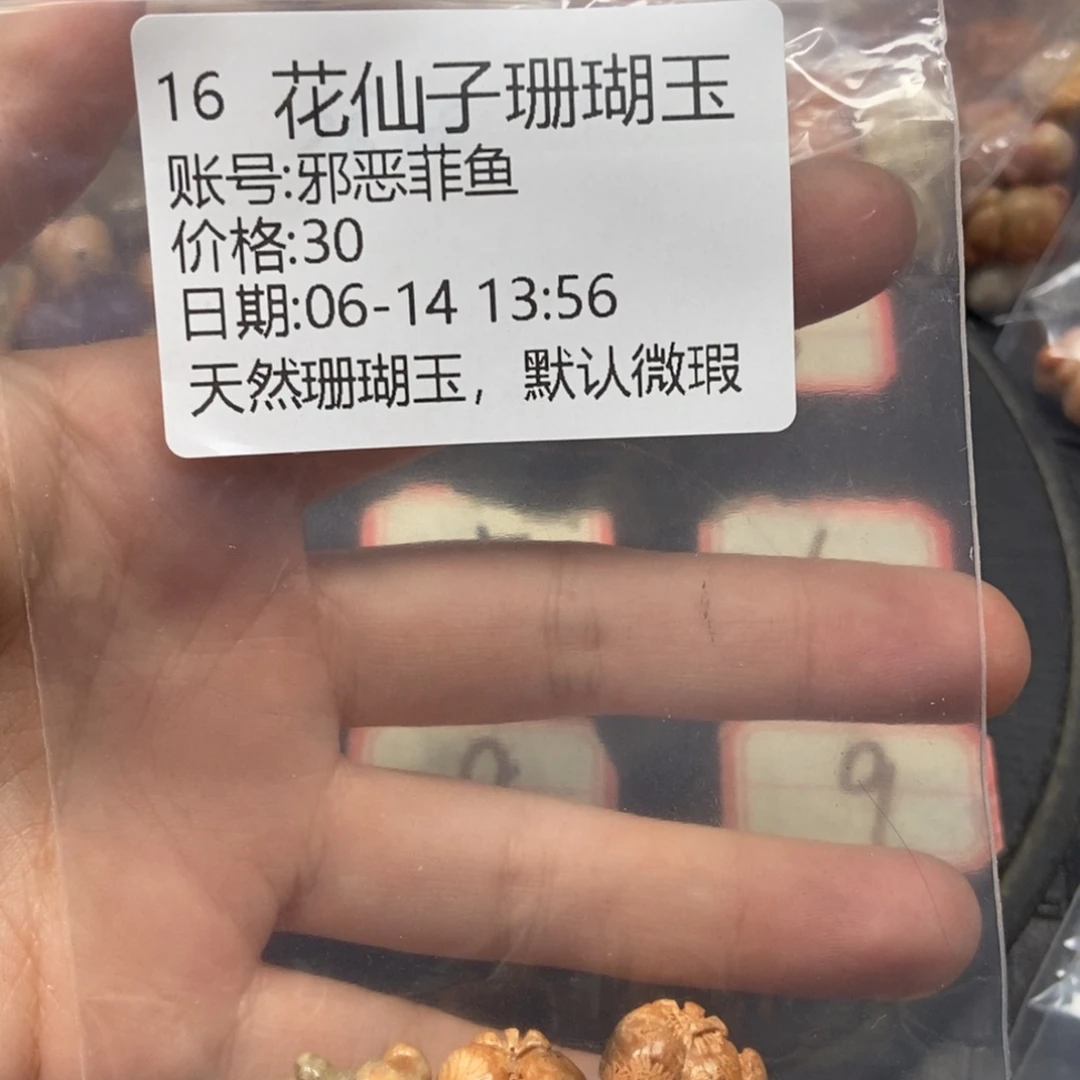 16 花仙子珊瑚玉
账号:邪恶菲鱼
价格:30
日期:06-14 13:56
天然珊瑚玉，默认微瑕
9